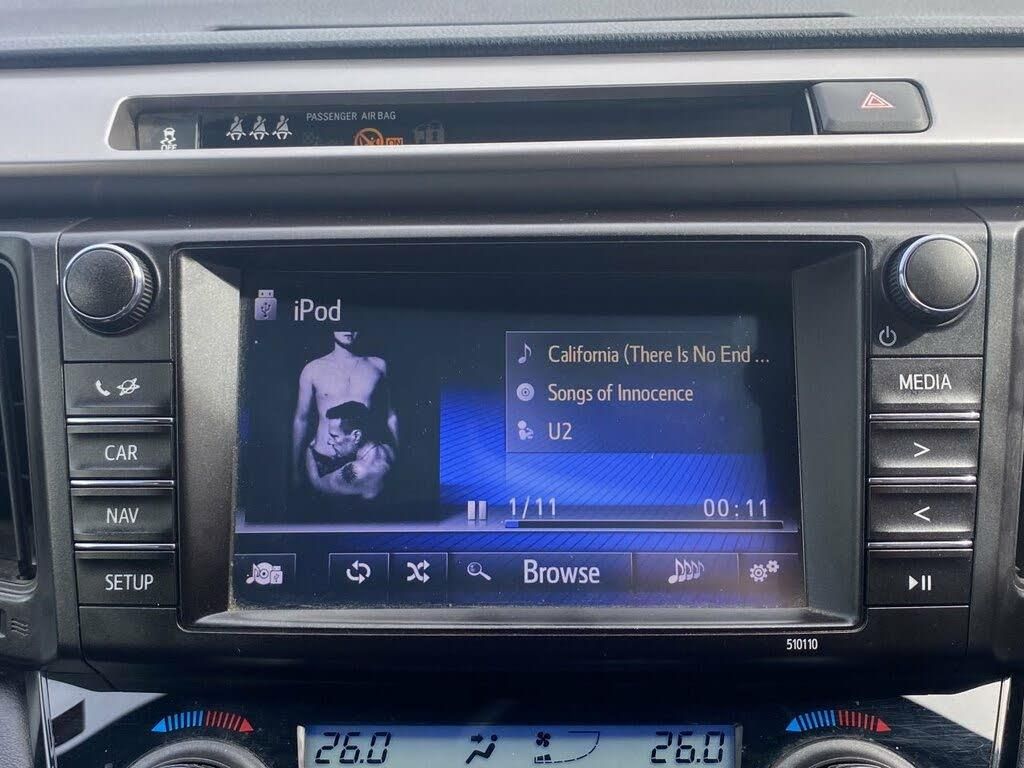 PASSENGER AIR BAG
OFF
ON
iPod
California (There Is No End ...
Songs of Innocence
U2
1/11
00:11
Browse
CAR
NAV
SETUP
MEDIA
>
<
510110
26.0
26.0